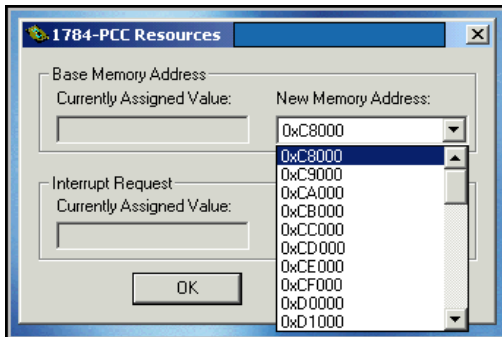 1784-PCC Resources
Base Memory Address
Currently Assigned Value:
New Memory Address:
0xC8000
0xC8000
0xC9000
0xCA000
0xCB000
0xCC000
0xCD000
0xCE000
0xCF000
0xD0000
0xD1000
Interrupt Request
Currently Assigned Value:
OK